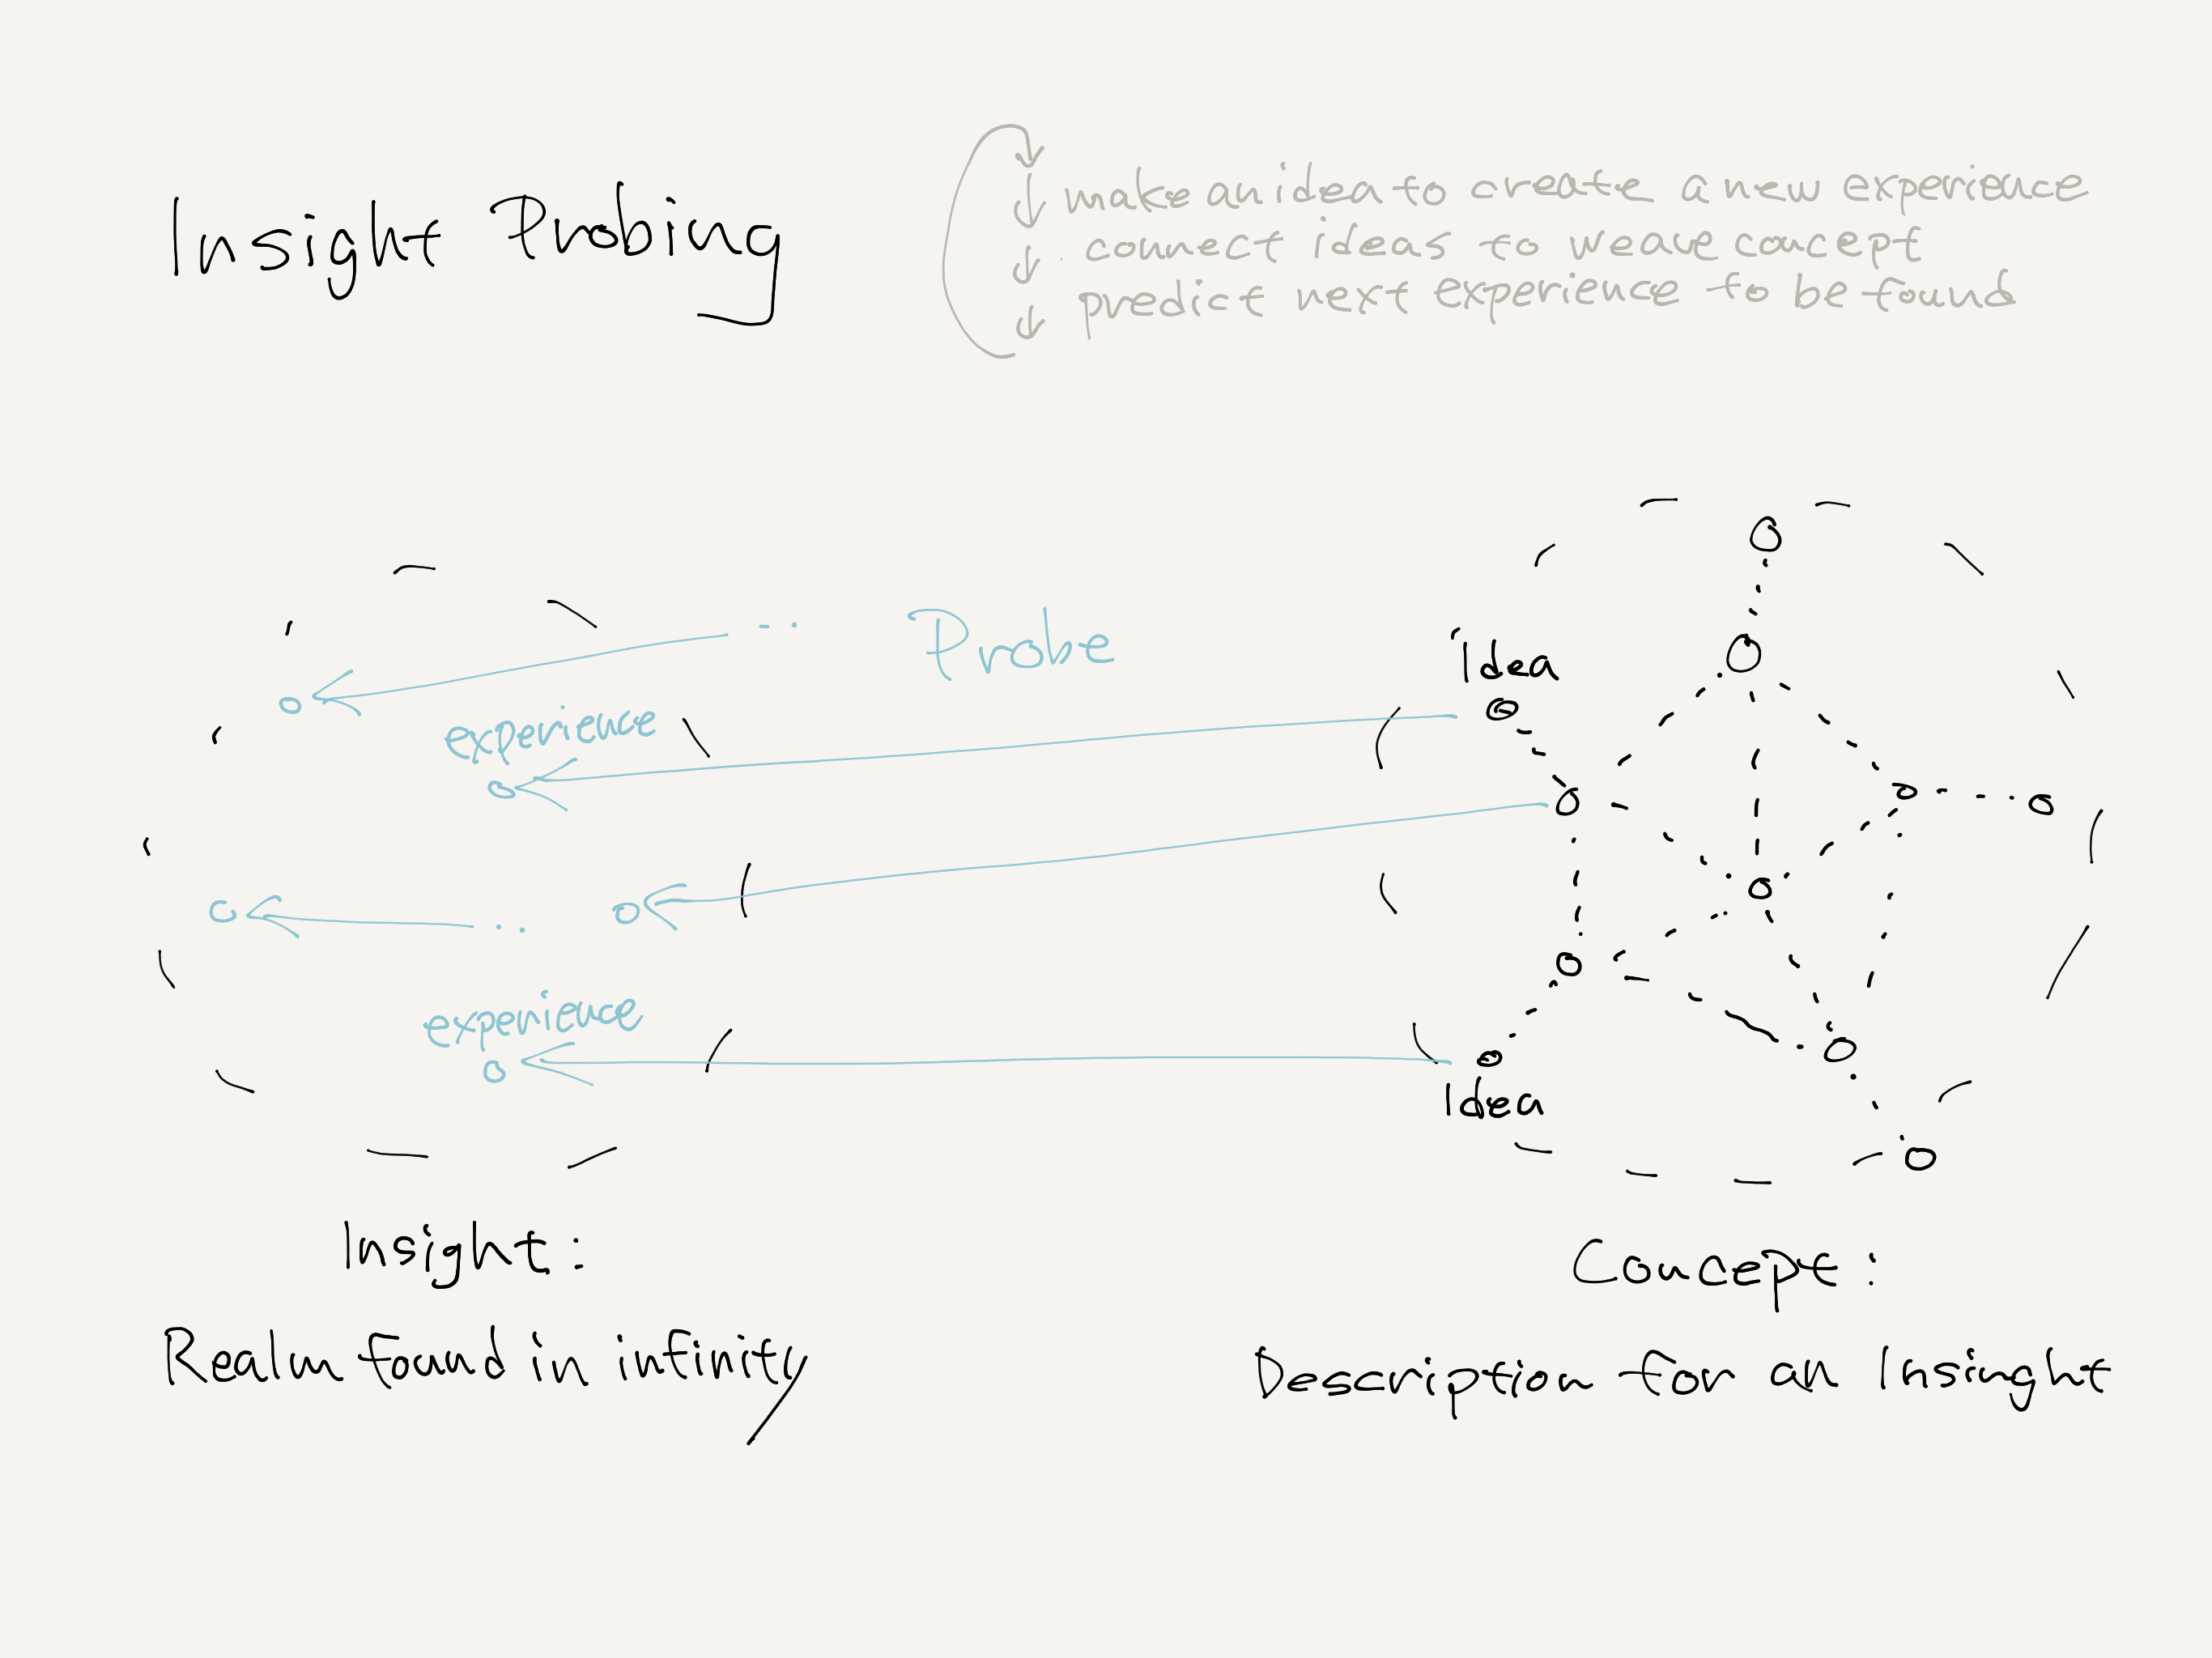 Insight Probing
make an idea to create a new experience
connect ideas to weave concept
predict next experience to be found
Probe
Idea
experience
experience
Idea
Insight:
Realm found in infinity
Concept:
Description for an Insignht